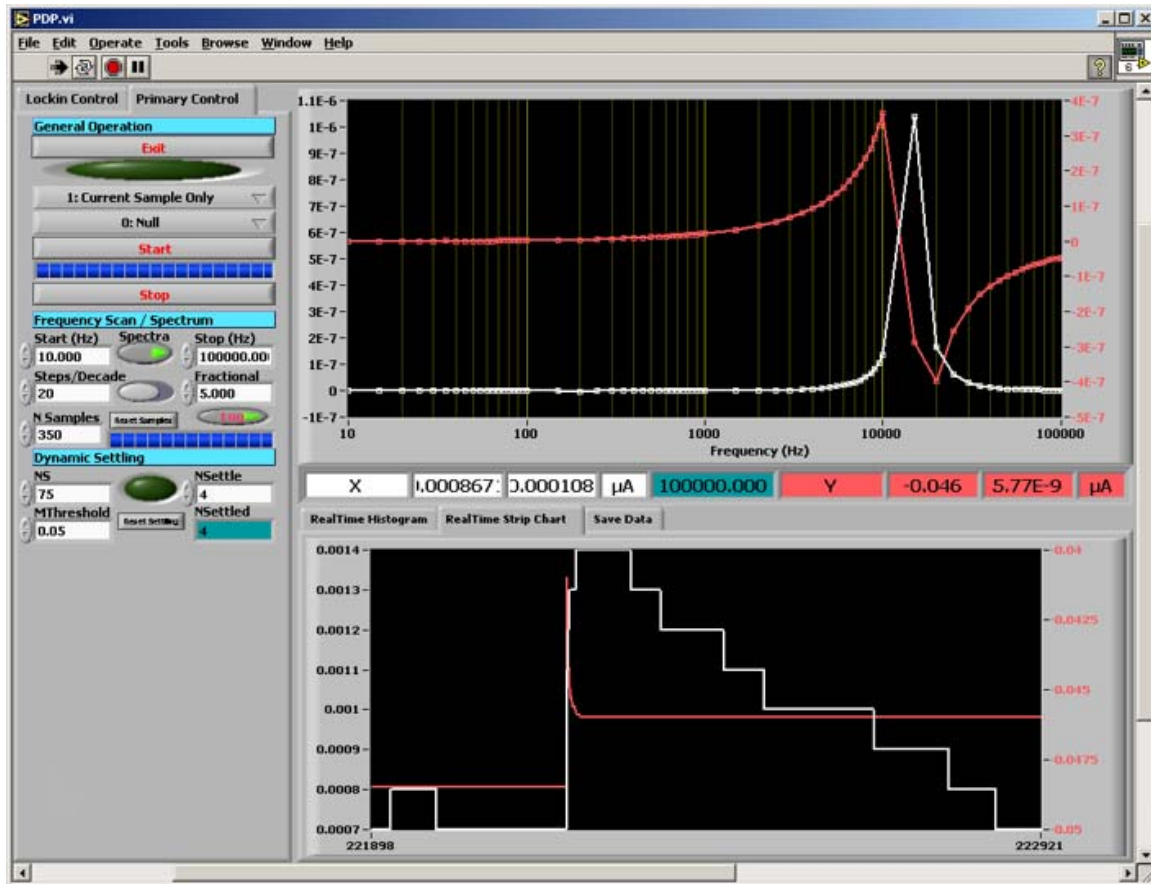 PDP.vi
File Edit Operate Tools Browse Window Help
6
Lockin Control Primary Control
General Operation
Exit
1: Current Sample Only
0: Null
Start
Stop
Frequency Scan / Spectrum
Start (Hz) Spectra Stop (Hz)
10.000 100000.00
Steps/Decade Fractional
20 5.000
N Samples Reset Samples
350
Dynamic Settling
NS NSettle
75 4
MThreshold Reset Settling NSettled
0.05 4
1.1E-6 4E-7
1E-6
9E-7 3E-7
8E-7 2E-7
7E-7 1E-7
6E-7 0
5E-7
4E-7 -1E-7
3E-7 -2E-7
2E-7 -3E-7
1E-7
0 -4E-7
-1E-7 -5E-7
10 100 1000 10000 100000
Frequency (Hz)
X .000867 0.000108 μA 100000.000 Y -0.046 5.77E-9 μA
RealTime Histogram RealTime Strip Chart Save Data
0.0014 -0.04
0.0013
0.0012 -0.0425
0.0011
0.001 -0.045
0.0009 -0.0475
0.0008
0.0007 -0.05
221898 222921